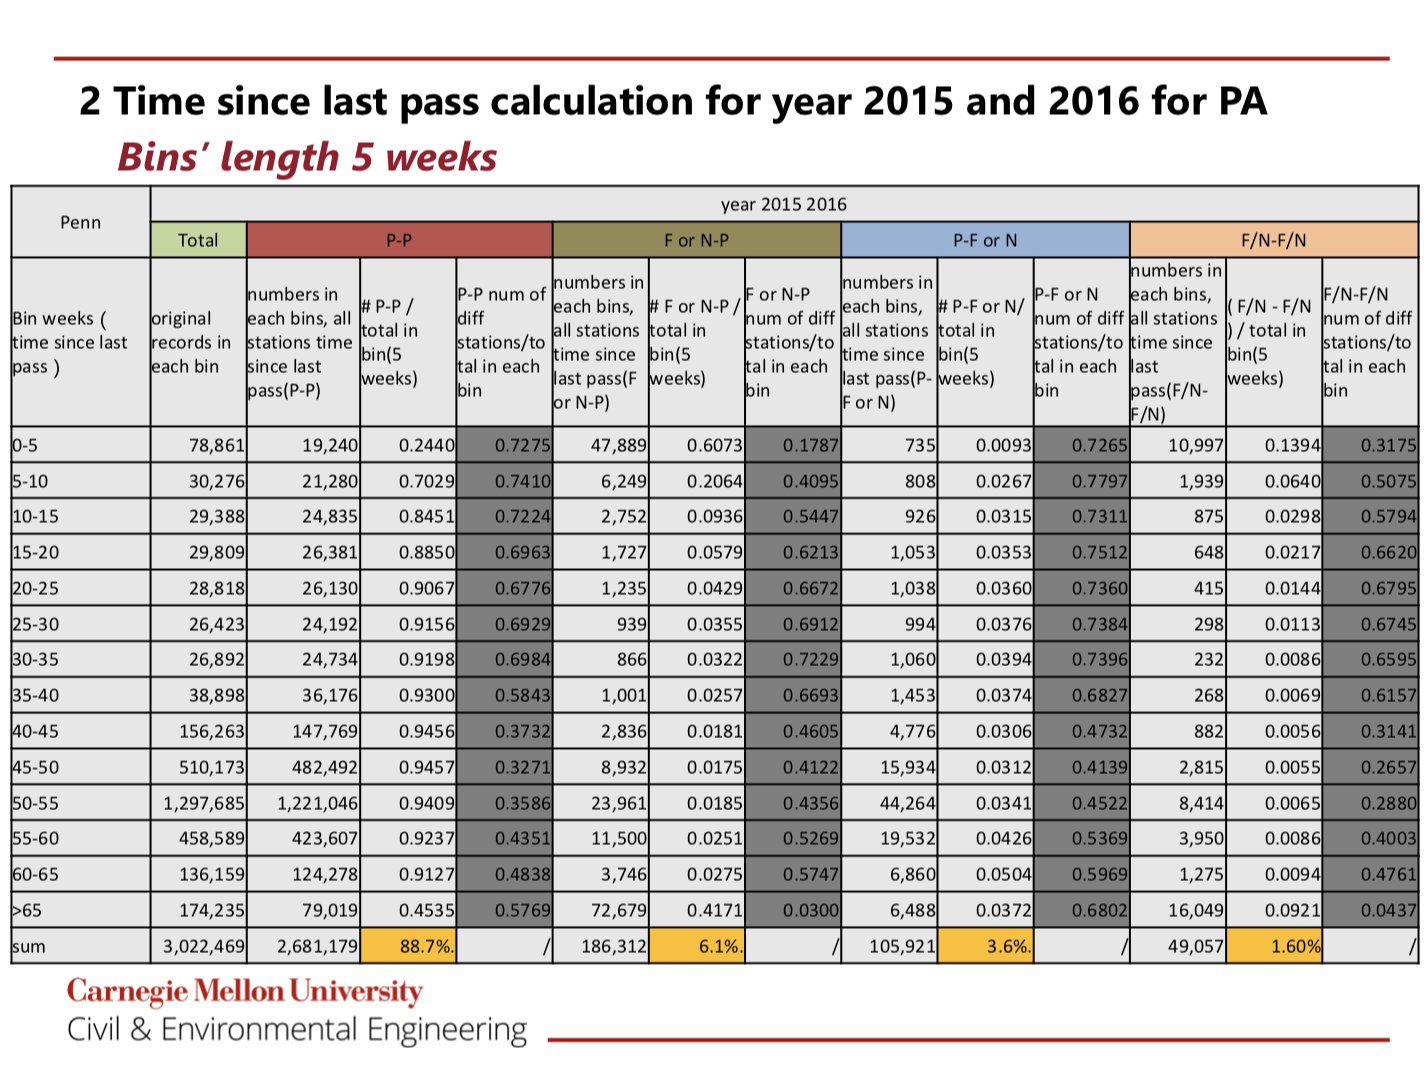 2 Time since last pass calculation for year 2015 and 2016 for PA
Bins' length 5 weeks
Penn
year 2015 2016
Total P-P F or N-P P-F or N F/N-F/N
Bin weeks (
time since last
pass )
original
records in
each bin
numbers in
each bins, all
stations time
since last
pass(P-P)
# P-P /
total in
bin(5
weeks)
P-P num of
diff
stations/to
tal in each
bin
numbers in
each bins,
all stations
time since
last pass(F
or N-P)
# F or N-P /
total in
bin(5
weeks)
F or N-P
num of diff
stations/to
tal in each
bin
numbers in
each bins,
all stations
time since
last pass(P-
F or N)
# P-F or N/
total in
bin(5
weeks)
P-F or N
num of diff
stations/to
tal in each
bin
numbers in
each bins,
all stations
time since
last
pass(F/N-
F/N)
( F/N - F/N
) / total in
bin(5
weeks)
F/N-F/N
num of diff
stations/to
tal in each
bin
0-5 78,861 19,240 0.2440 0.7275 47,889 0.6073 0.1787 735 0.0093 0.7265 10,997 0.1394 0.3175
5-10 30,276 21,280 0.7029 0.7410 6,249 0.2064 0.4095 808 0.0267 0.7797 1,939 0.0640 0.5075
10-15 29,388 24,835 0.8451 0.7224 2,752 0.0936 0.5447 926 0.0315 0.7311 875 0.0298 0.5794
15-20 29,809 26,381 0.8850 0.6963 1,727 0.0579 0.6213 1,053 0.0353 0.7512 648 0.0217 0.6620
20-25 28,818 26,130 0.9067 0.6776 1,235 0.0429 0.6672 1,038 0.0360 0.7360 415 0.0144 0.6795
25-30 26,423 24,192 0.9156 0.6929 939 0.0355 0.6912 994 0.0376 0.7384 298 0.0113 0.6745
30-35 26,892 24,734 0.9198 0.6984 866 0.0322 0.7229 1,060 0.0394 0.7396 232 0.0086 0.6595
35-40 38,898 36,176 0.9300 0.5843 1,001 0.0257 0.6693 1,453 0.0374 0.6827 268 0.0069 0.6157
40-45 156,263 147,769 0.9456 0.3732 2,836 0.0181 0.4605 4,776 0.0306 0.4732 882 0.0056 0.3141
45-50 510,173 482,492 0.9457 0.3271 8,932 0.0175 0.4122 15,934 0.0312 0.4139 2,815 0.0055 0.2657
50-55 1,297,685 1,221,046 0.9409 0.3586 23,961 0.0185 0.4356 44,264 0.0341 0.4522 8,414 0.0065 0.2880
55-60 458,589 423,607 0.9237 0.4351 11,500 0.0251 0.5269 19,532 0.0426 0.5369 3,950 0.0086 0.4003
60-65 136,159 124,278 0.9127 0.4838 3,746 0.0275 0.5747 6,860 0.0504 0.5969 1,275 0.0094 0.4761
>65 174,235 79,019 0.4535 0.5769 72,679 0.4171 0.0300 6,488 0.0372 0.6802 16,049 0.0921 0.0437
sum 3,022,469 2,681,179 88.7%. / 186,312 6.1%. / 105,921 3.6%. / 49,057 1.60% /
Carnegie Mellon University
Civil & Environmental Engineering